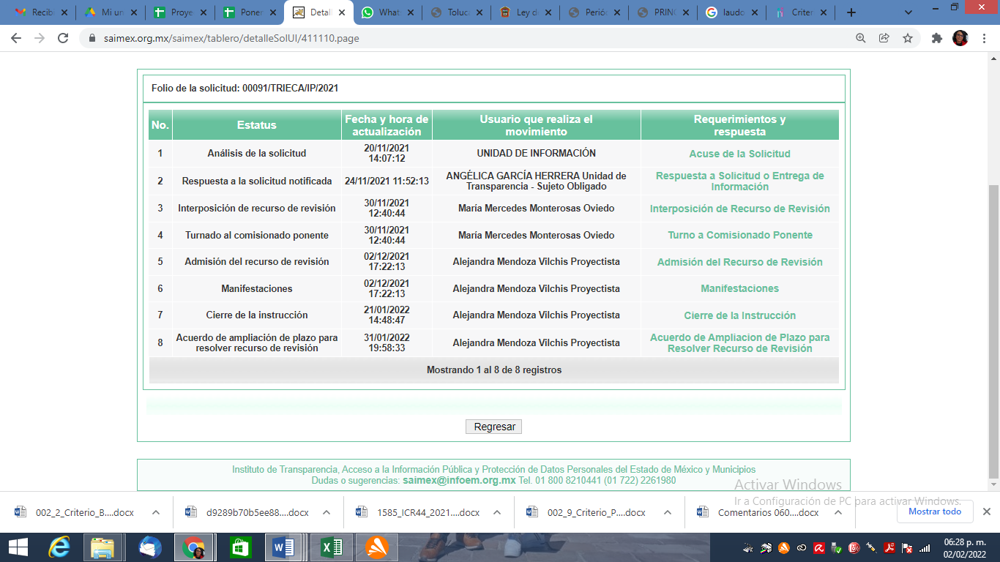 Recib
Mi un
Proye
Poner
Detall
What
Toluca
Ley de
Periód
PRINC
laudo
Criter
saimex.org.mx/saimex/tablero/detalleSolUI/411110.page
Folio de la solicitud: 00091/TRIECA/IP/2021
No.
Estatus
Fecha y hora de
actualización
Usuario que realiza el
movimiento
Requerimientos y
respuesta
1
Análisis de la solicitud
20/11/2021
14:07:12
UNIDAD DE INFORMACIÓN
Acuse de la Solicitud
2
Respuesta a la solicitud notificada
24/11/2021 11:52:13
ANGÉLICA GARCÍA HERRERA Unidad de
Transparencia - Sujeto Obligado
Respuesta a Solicitud o Entrega de
Información
3
Interposición de recurso de revisión
30/11/2021
12:40:44
María Mercedes Monterosas Oviedo
Interposición de Recurso de Revisión
4
Turnado al comisionado ponente
30/11/2021
12:40:44
María Mercedes Monterosas Oviedo
Turno a Comisionado Ponente
5
Admisión del recurso de revisión
02/12/2021
17:22:13
Alejandra Mendoza Vilchis Proyectista
Admisión del Recurso de Revisión
6
Manifestaciones
02/12/2021
17:22:13
Alejandra Mendoza Vilchis Proyectista
Manifestaciones
7
Cierre de la instrucción
21/01/2022
14:48:47
Alejandra Mendoza Vilchis Proyectista
Cierre de la Instrucción
8
Acuerdo de ampliación de plazo para
resolver recurso de revisión
31/01/2022
19:58:33
Alejandra Mendoza Vilchis Proyectista
Acuerdo de Ampliacion de Plazo para
Resolver Recurso de Revisión
Mostrando 1 al 8 de 8 registros
Regresar
Instituto de Transparencia, Acceso a la Información Pública y Protección de Datos Personales del Estado de México y Municipios
Dudas o sugerencias: saimex@infoem.org.mx Tel. 01 800 8210441 (01 722) 2261980
Activar Windows
Ir a Configuración de PC para activar Windows.
002_2_Criterio_B....docx
d9289b70b5ee88....docx
1585_ICR44_2021....docx
002_9_Criterio_P....docx
Comentarios 060....docx
Mostrar todo
06:28 p. m.
02/02/2022